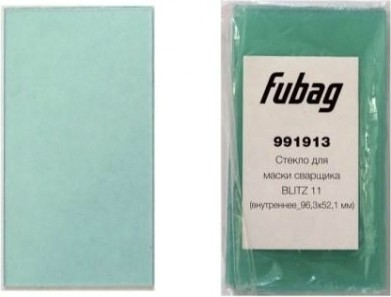 fubag
991913
Стекло для
маски сварщика
BLITZ 11
(внутреннее_96,3x52,1 мм)